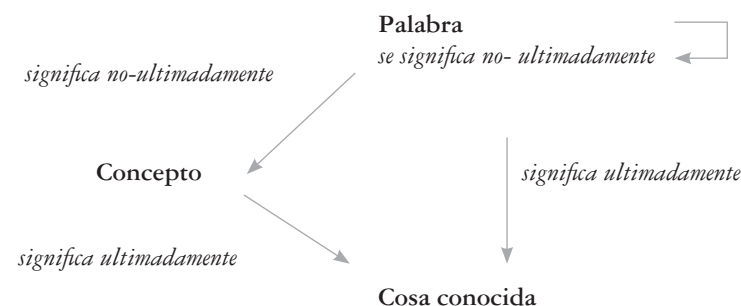 Palabra
se significa no- ultimadamente
significa no-ultimadamente
Concepto
significa ultimadamente
significa ultimadamente
Cosa conocida